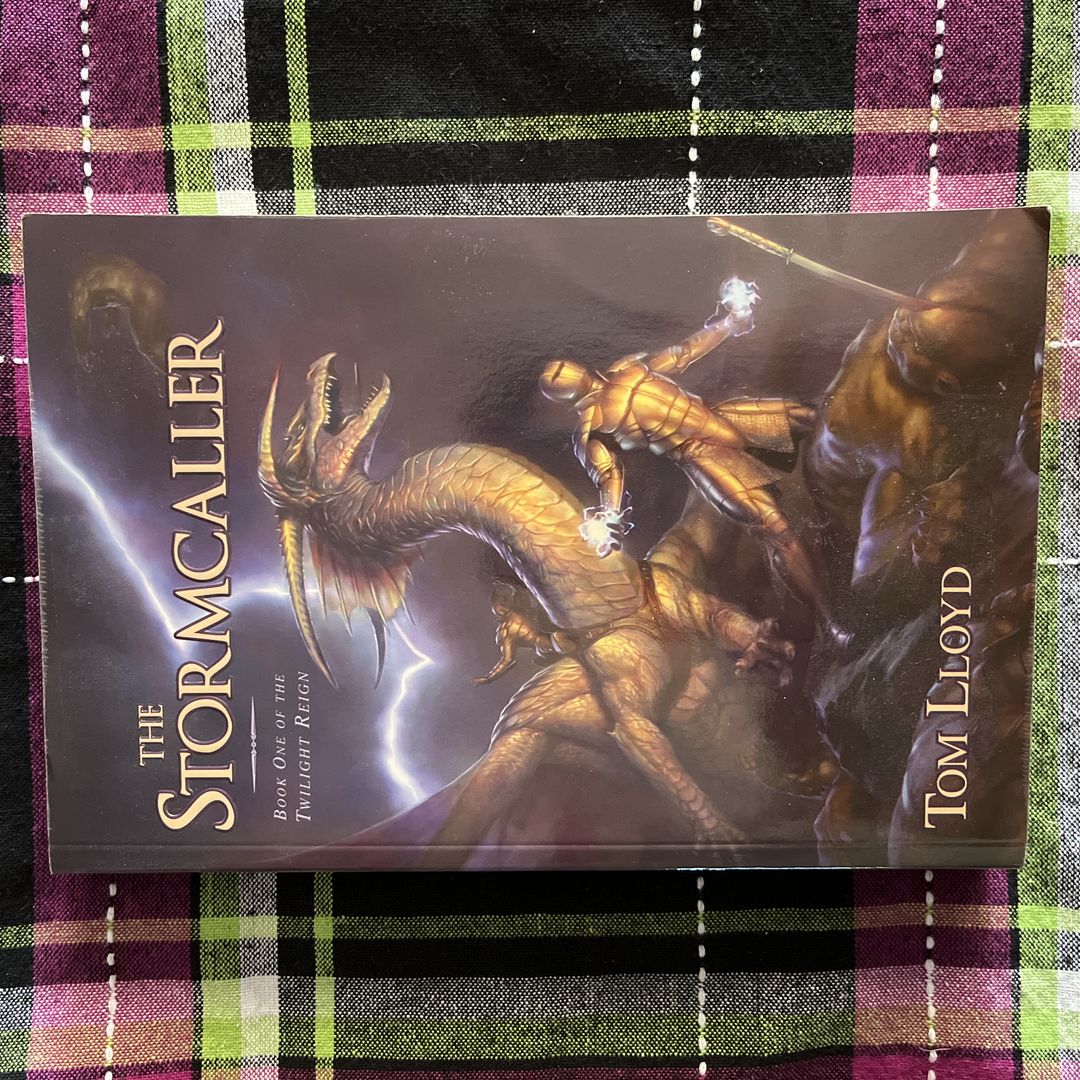 THE
STORMCALLER
BOOK ONE OF THE
TWILIGHT REIGN
TOM LLOYD